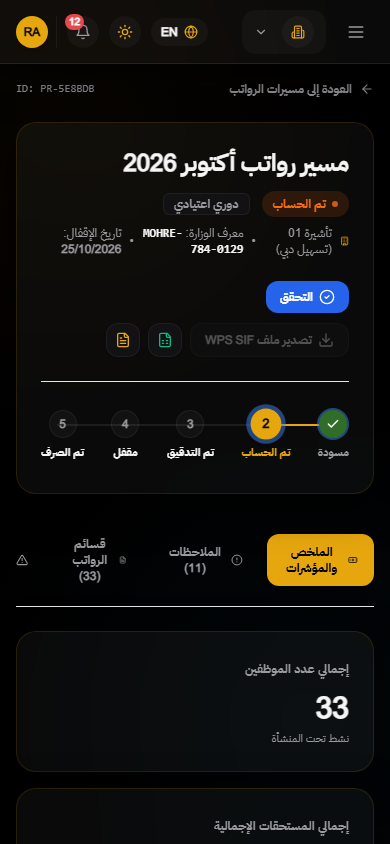 EN
12
RA
العودة إلى مسيرات الرواتب
ID: PR-5E8BDB
مسير رواتب أكتوبر 2026
تم الحساب
دوري اعتيادي
تأشيرة 01 (تسهيل دبي)
•
معرف الوزارة: MOHRE-784-0129
•
تاريخ الإقفال: 25/10/2026
التحقق
تصدير ملف WPS SIF
2
3
4
5
مسودة
تم الحساب
تم التدقيق
مقفل
تم الصرف
الملخص والمؤشرات
الملاحظات (11)
قسائم الرواتب (33)
إجمالي عدد الموظفين
33
نشط تحت المنشأة
إجمالي المستحقات الإجمالية